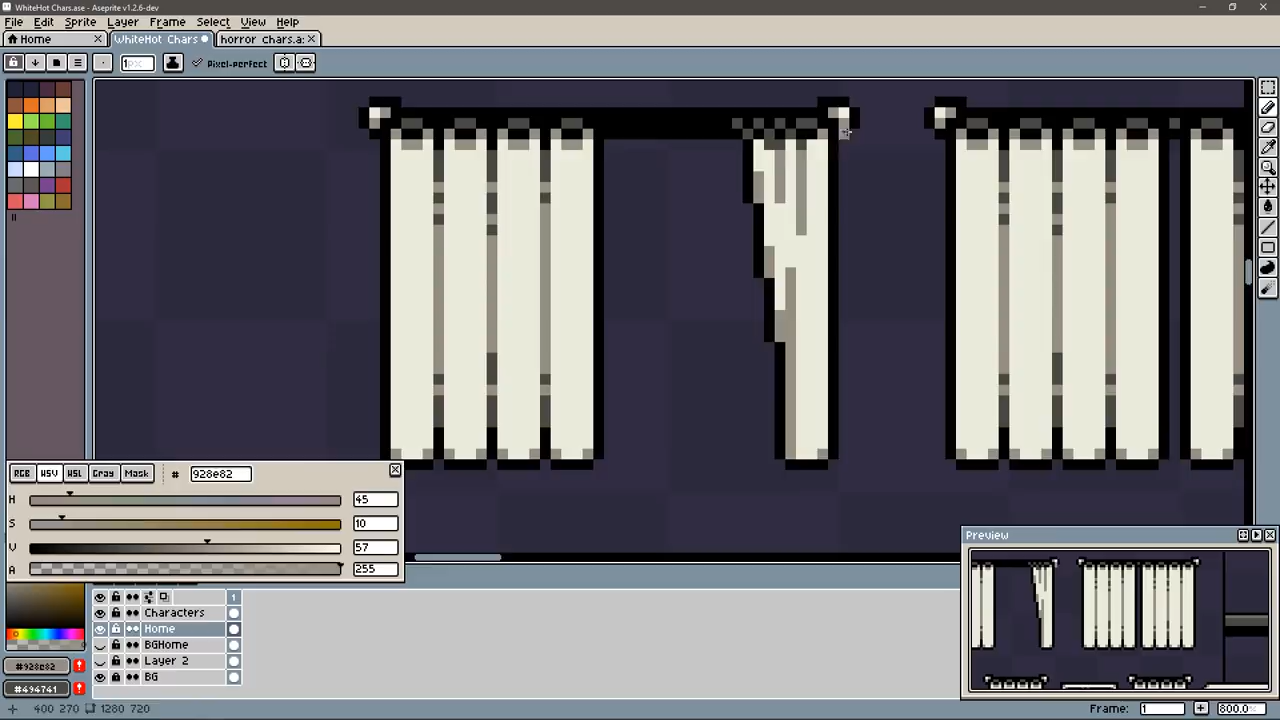 WhiteHot Chars.ase - Aseprite v1.2.6-dev
File Edit Sprite Layer Frame Select View Help
Home WhiteHot Chars horror chars.a:
1px Pixel-perfect
RGB HSV HSL Gray Mask # 928e82
H 45
S 10
V 57
A 255
Preview
1
Characters
Home
BGHome
Layer 2
BG
#928e82
#494741
400 270 1280 720 Frame: 1 800.0